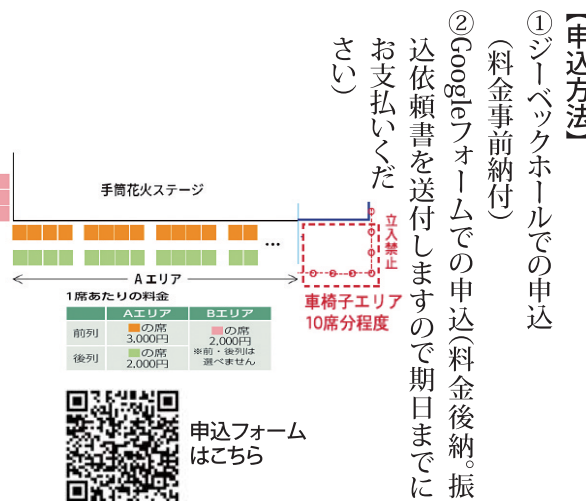 【申込方法】
①ジーベックホールでの申込
(料金事前納付)
②Googleフォームでの申込(料金後納。振
込依頼書を送付しますので期日までに
お支払いくだ
さい)
手筒花火ステージ
…
立入禁止
Aエリア
車椅子エリア
10席分程度
1席あたりの料金
Aエリア Bエリア
前列 の席 3,000円 の席 2,000円
※前・後列は
選べません
後列 の席 2,000円
申込フォーム
はこちら